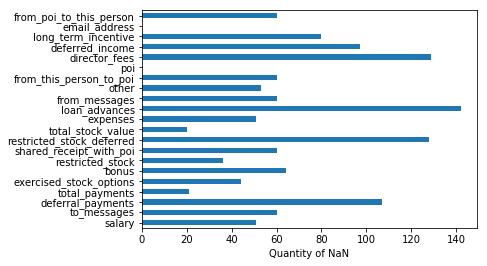 from_poi_to_this_person
email_address
long_term_incentive
deferred_income
director_fees
poi
from_this_person_to_poi
other
from_messages
loan_advances
expenses
total_stock_value
restricted_stock_deferred
shared_receipt_with_poi
restricted_stock
bonus
exercised_stock_options
total_payments
deferral_payments
to_messages
salary
0 20 40 60 80 100 120 140
Quantity of NaN